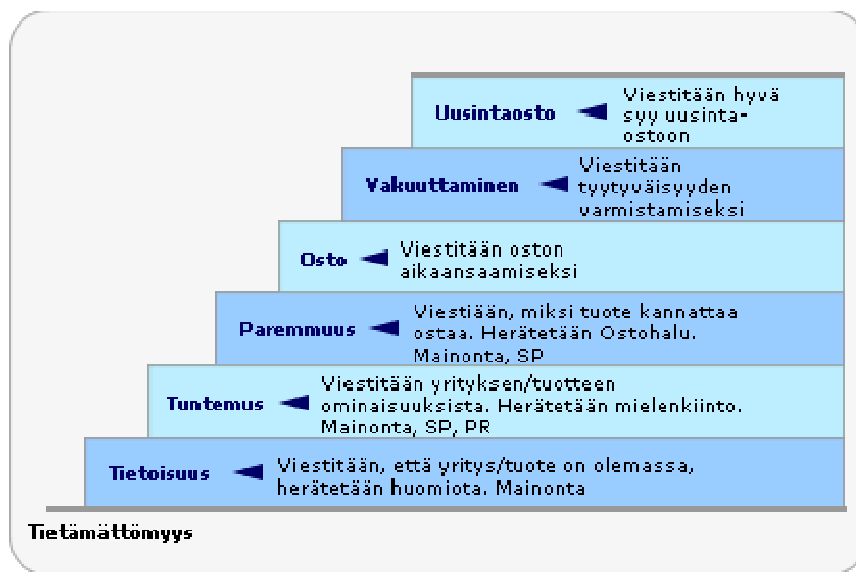 Uusintaosto
Viestitään hyvä
syy uusinta-
ostoon
Vakuuttaminen
Viestitään
tyytyväisyyden
varmistamiseksi
Osto
Viestitään oston
aikaansaamiseksi
Paremmuus
Viestiään, miksi tuote kannattaa
ostaa. Herätetään Ostohalu.
Mainonta, SP
Tuntemus
Viestitään yrityksen/tuotteen
ominaisuuksista. Herätetään mielenkiinto.
Mainonta, SP, PR
Tietoisuus
Viestitään, että yritys/tuote on olemassa,
herätetään huomiota. Mainonta
Tietämättömyys